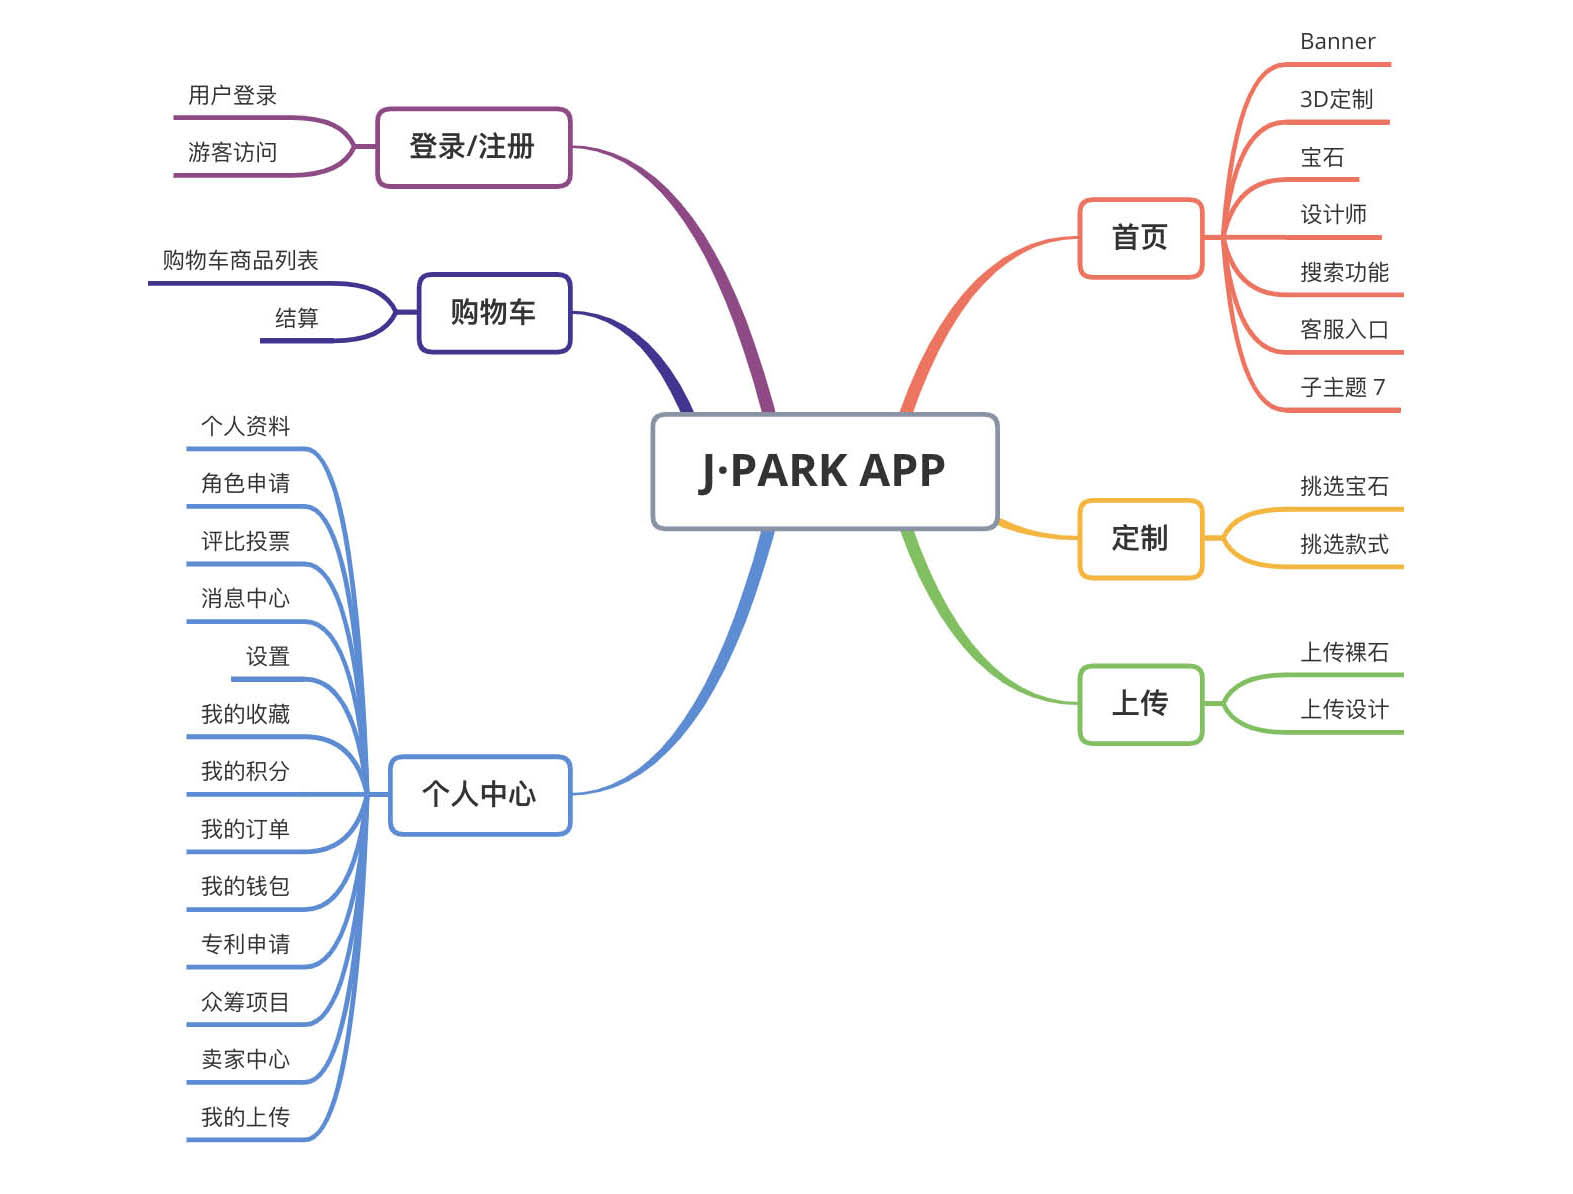 J·PARK APP
首页
Banner
3D定制
宝石
设计师
搜索功能
客服入口
子主题 7
定制
挑选宝石
挑选款式
上传
上传裸石
上传设计
登录/注册
用户登录
游客访问
购物车
购物车商品列表
结算
个人中心
个人资料
角色申请
评比投票
消息中心
设置
我的收藏
我的积分
我的订单
我的钱包
专利申请
众筹项目
卖家中心
我的上传